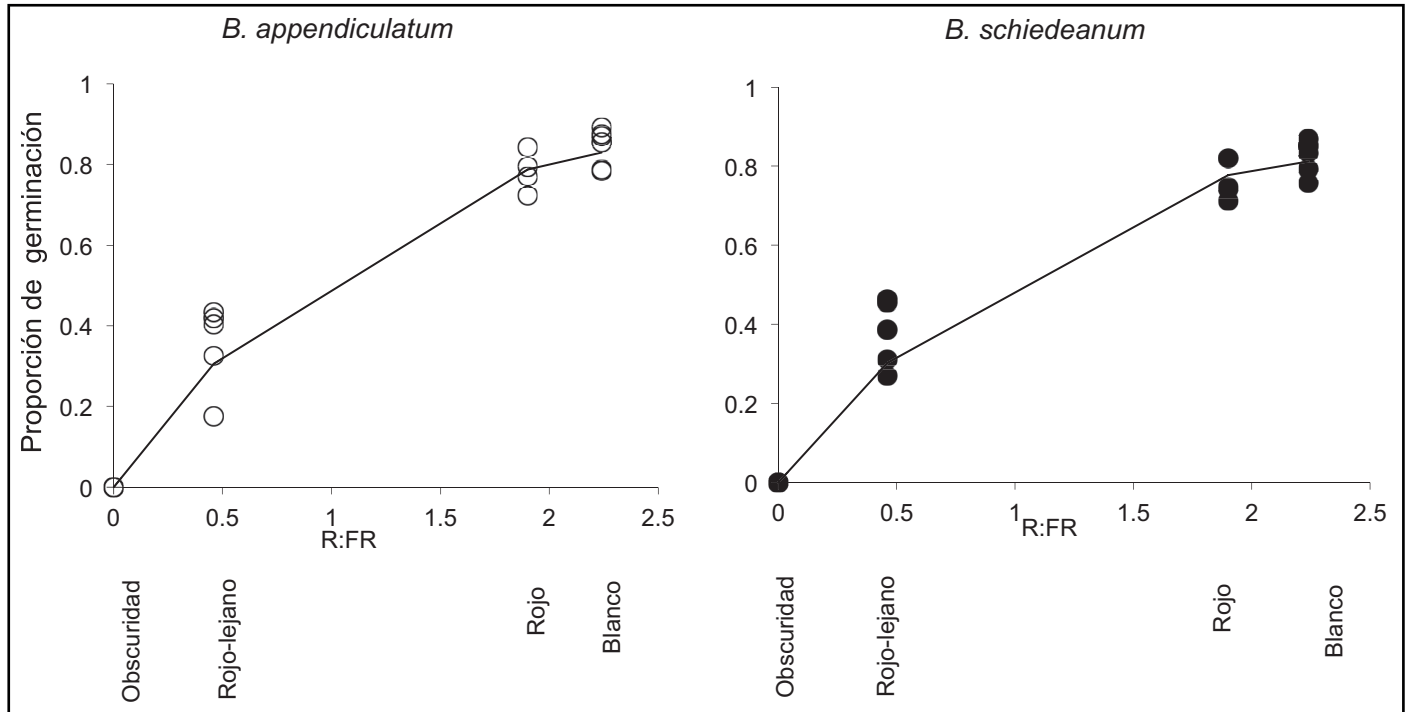 B. appendiculatum
B. schiedeanum
Proporción de germinación
1
0.8
0.6
0.4
0.2
0
0 0.5 1 1.5 2 2.5
R:FR
Obscuridad
Rojo-lejano
Rojo
Blanco
1
0.8
0.6
0.4
0.2
0
0 0.5 1 1.5 2 2.5
R:FR
Obscuridad
Rojo-lejano
Rojo
Blanco